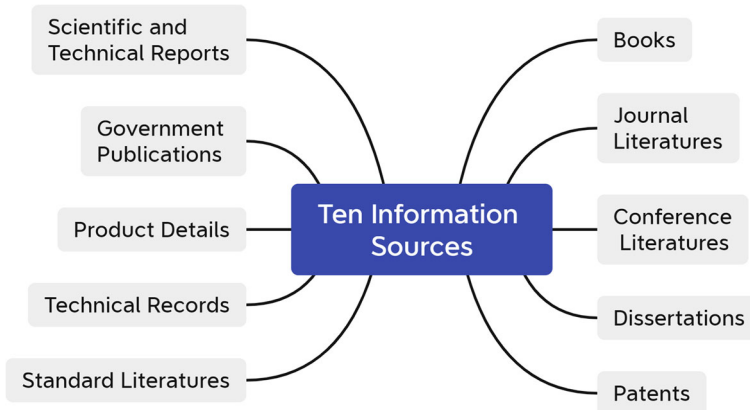 Scientific and
Technical Reports
Government
Publications
Product Details
Technical Records
Standard Literatures
Ten Information
Sources
Books
Journal
Literatures
Conference
Literatures
Dissertations
Patents